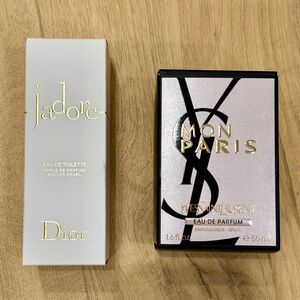 j'adore
EAU DE TOILETTE
PERLE DE PARFUM
ROLLER-PEARL
Dior
YSL
MON
PARIS
YVESSAINTLAURENT
EAU DE PARFUM
VAPORISATEUR - SPRAY
1.6 fl.oz 50 ml